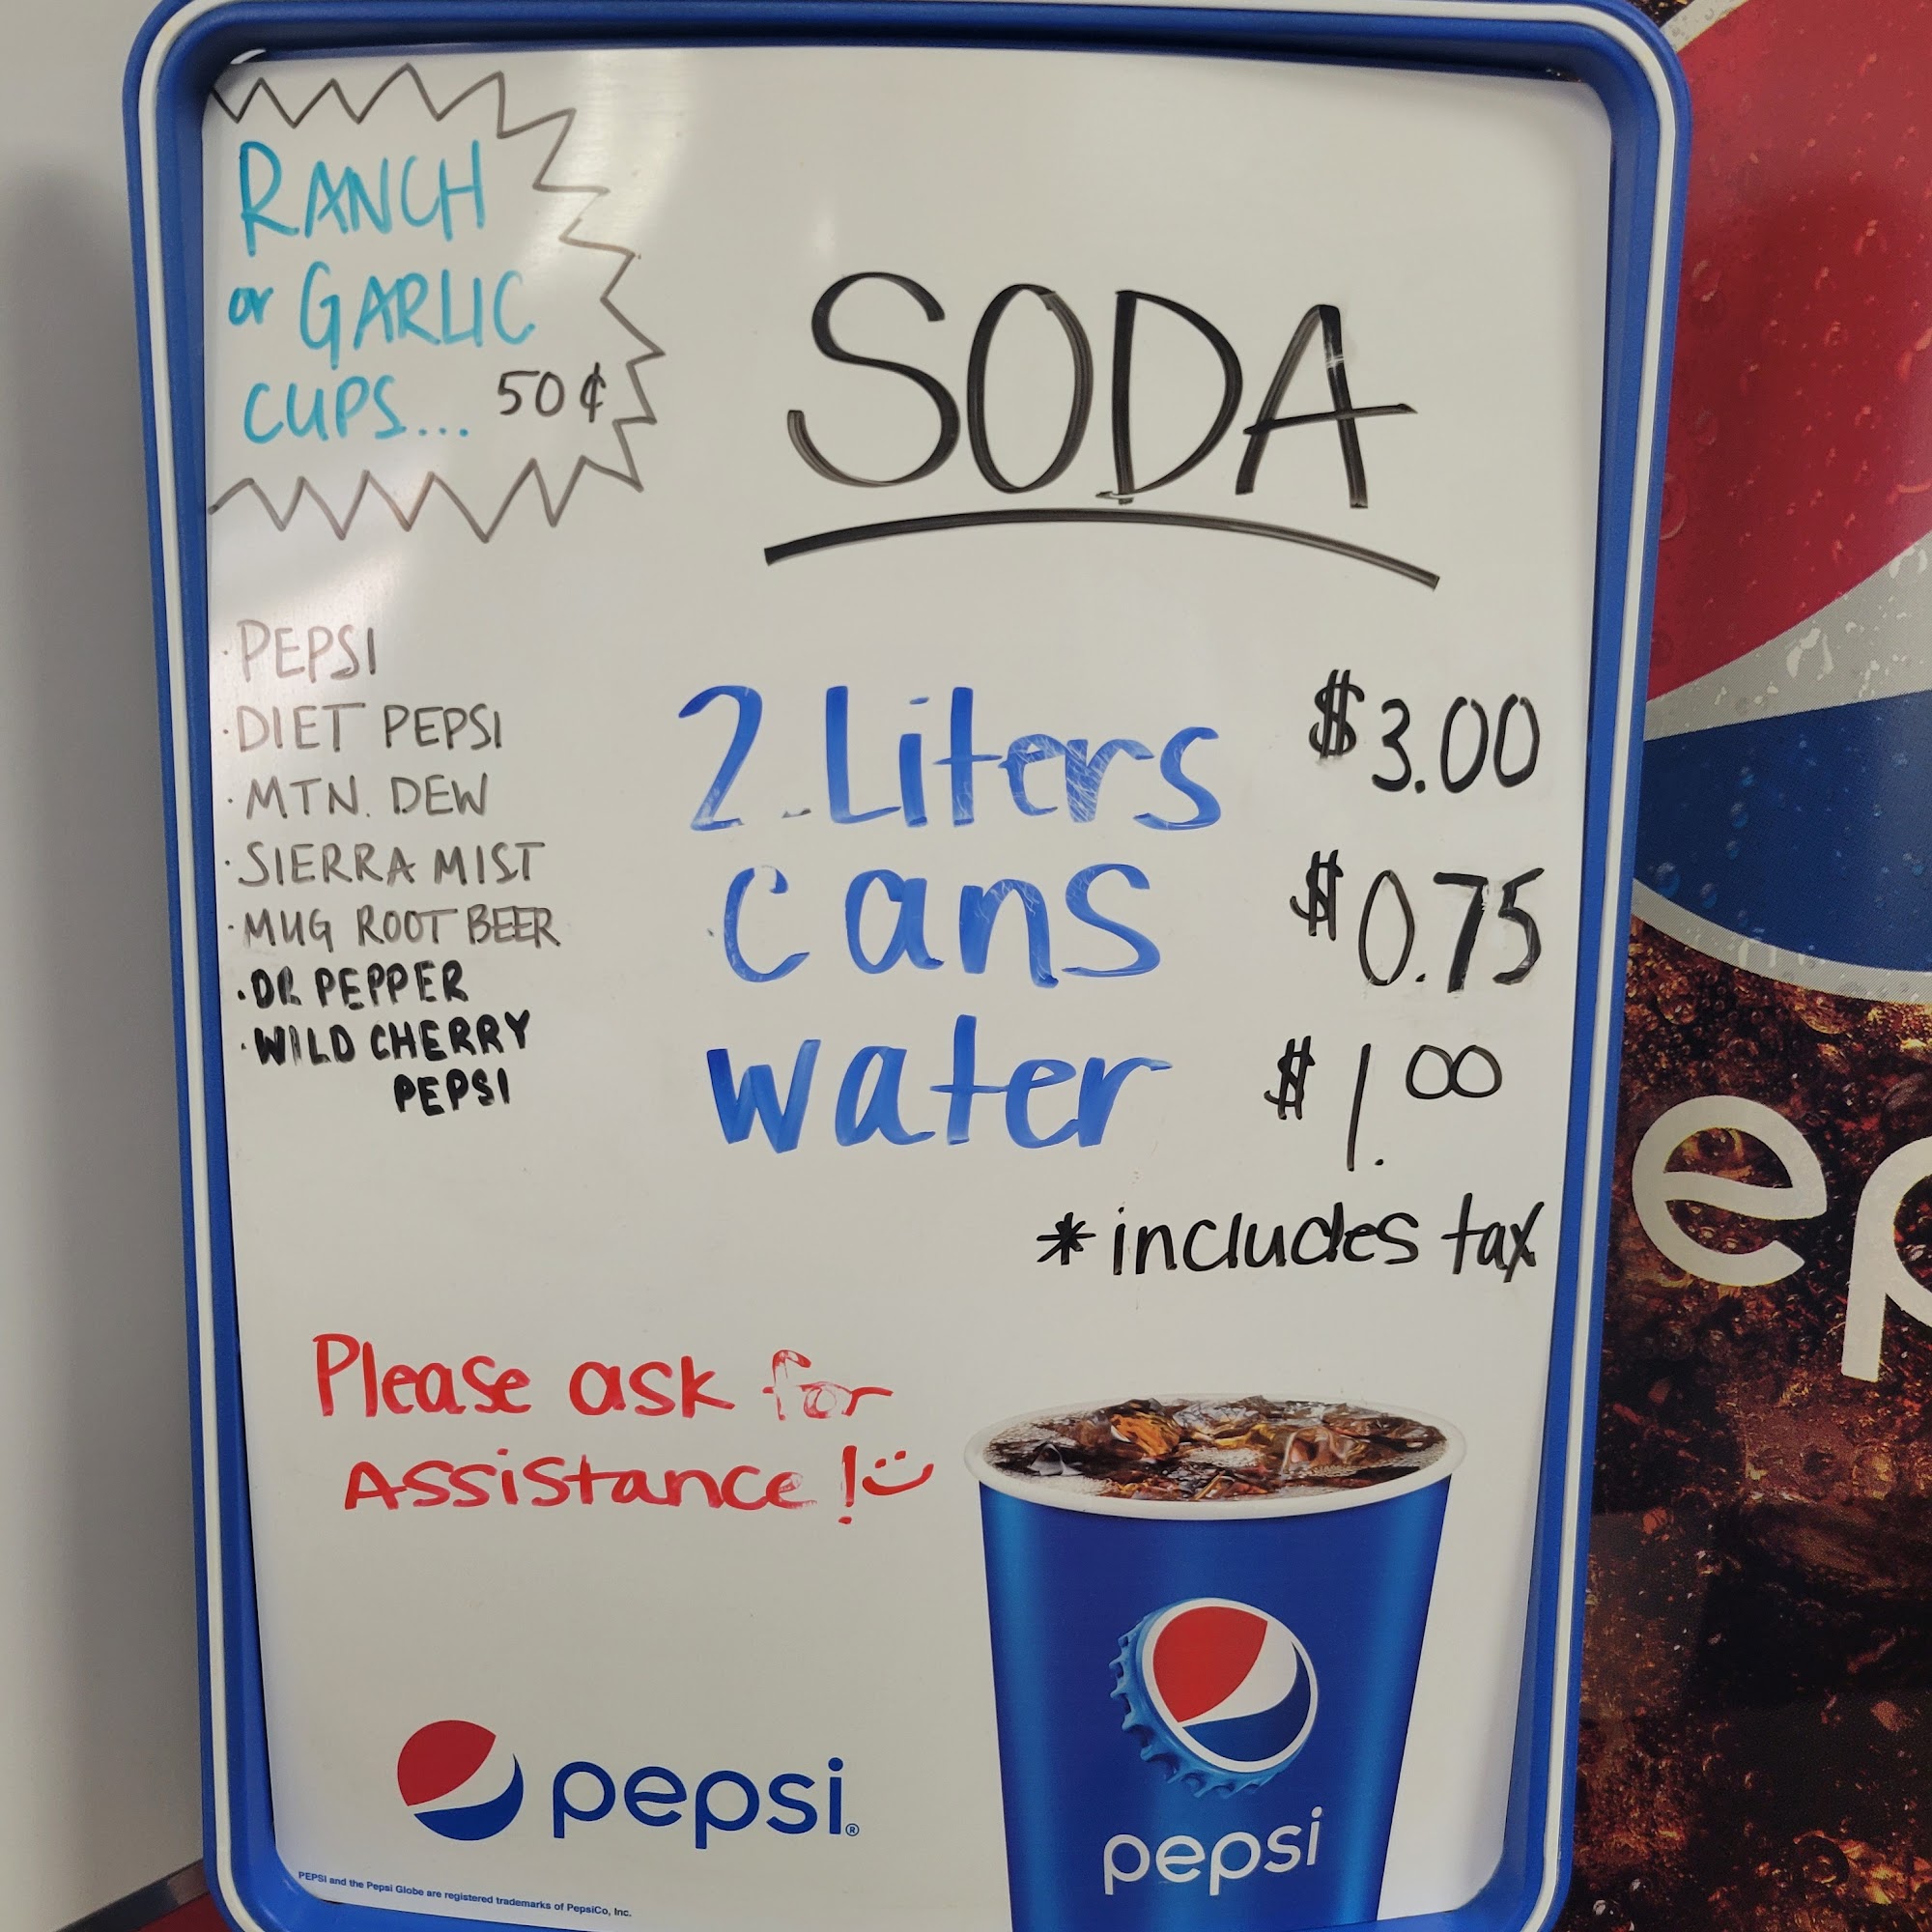 RANCH
or GARLIC
CUPS... 50¢
SODA
· PEPSI
· DIET PEPSI
· MTN. DEW
· SIERRA MIST
· MUG ROOT BEER
· DR. PEPPER
· WILD CHERRY
PEPSI
2 Liters $3.00
cans $0.75
water $1.00
*includes tax
Please ask for
Assistance! :)
pepsi®
PEPSI and the Pepsi Globe are registered trademarks of PepsiCo, Inc.
pepsi
ep